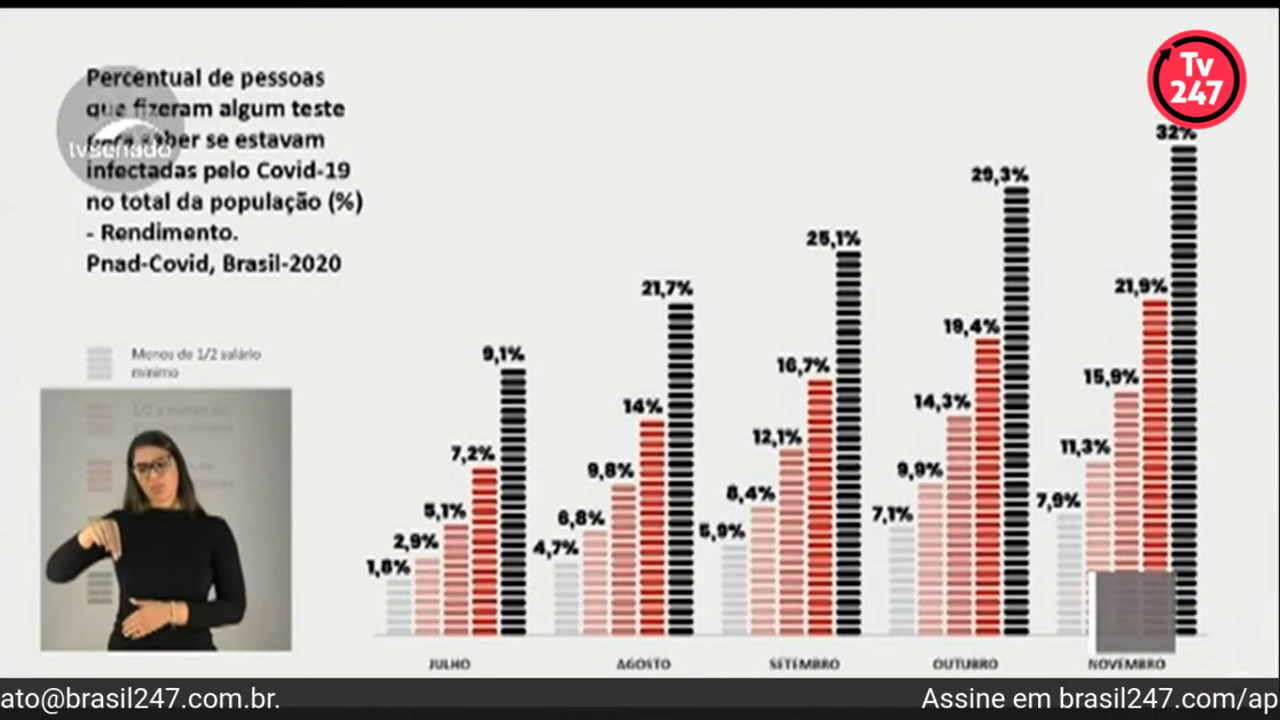 Percentual de pessoas
que fizeram algum teste
para saber se estavam
infectadas pelo Covid-19
no total da população (%)
- Rendimento.
Pnad-Covid, Brasil-2020
tvsenado
Tv
247
Menos de 1/2 salário
mínimo
1,8%
2,9%
5,1%
7,2%
9,1%
4,7%
6,8%
9,8%
14%
21,7%
5,9%
8,4%
12,1%
16,7%
25,1%
7,1%
9,9%
14,3%
19,4%
29,3%
7,9%
11,3%
15,9%
21,9%
32%
JULHO
AGOSTO
SETEMBRO
OUTUBRO
NOVEMBRO
ato@brasil247.com.br.
Assine em brasil247.com/ap